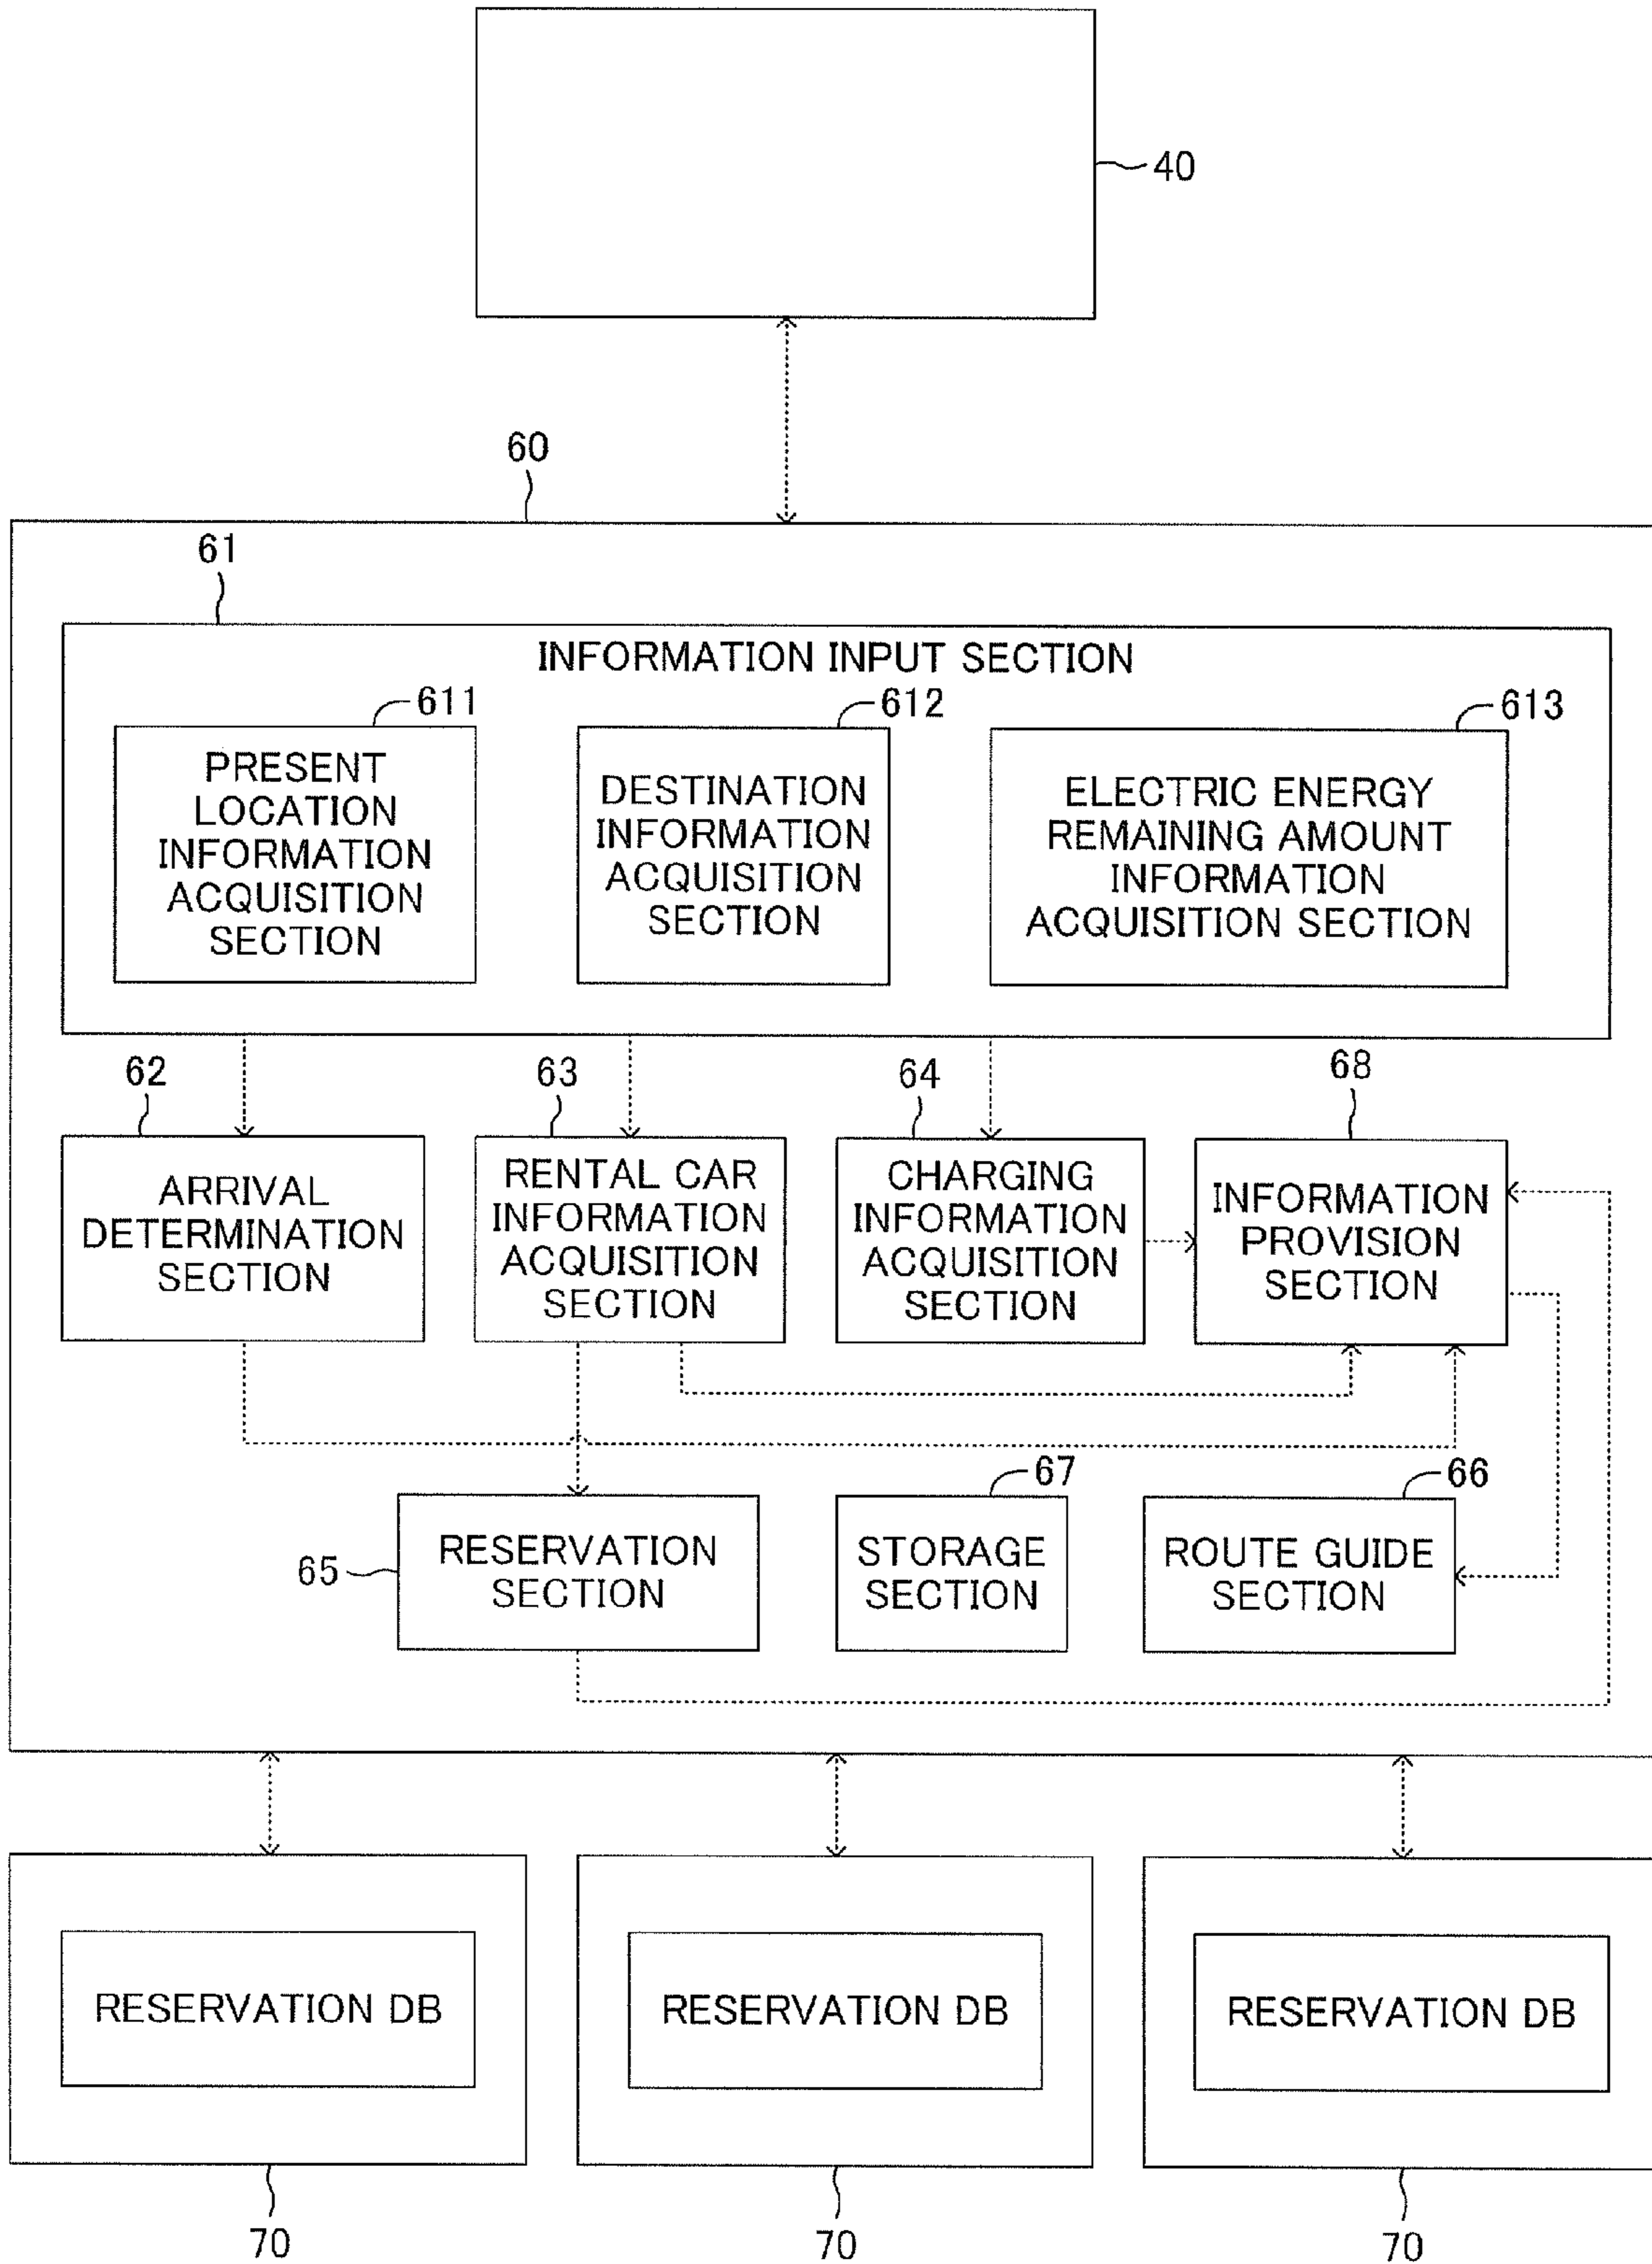 40
60
61
INFORMATION INPUT SECTION
611
612
613
PRESENT
LOCATION
INFORMATION
ACQUISITION
SECTION
DESTINATION
INFORMATION
ACQUISITION
SECTION
ELECTRIC ENERGY
REMAINING AMOUNT
INFORMATION
ACQUISITION SECTION
62
63
64
68
ARRIVAL
DETERMINATION
SECTION
RENTAL CAR
INFORMATION
ACQUISITION
SECTION
CHARGING
INFORMATION
ACQUISITION
SECTION
INFORMATION
PROVISION
SECTION
67
66
65
RESERVATION
SECTION
STORAGE
SECTION
ROUTE GUIDE
SECTION
RESERVATION DB
RESERVATION DB
RESERVATION DB
70
70
70